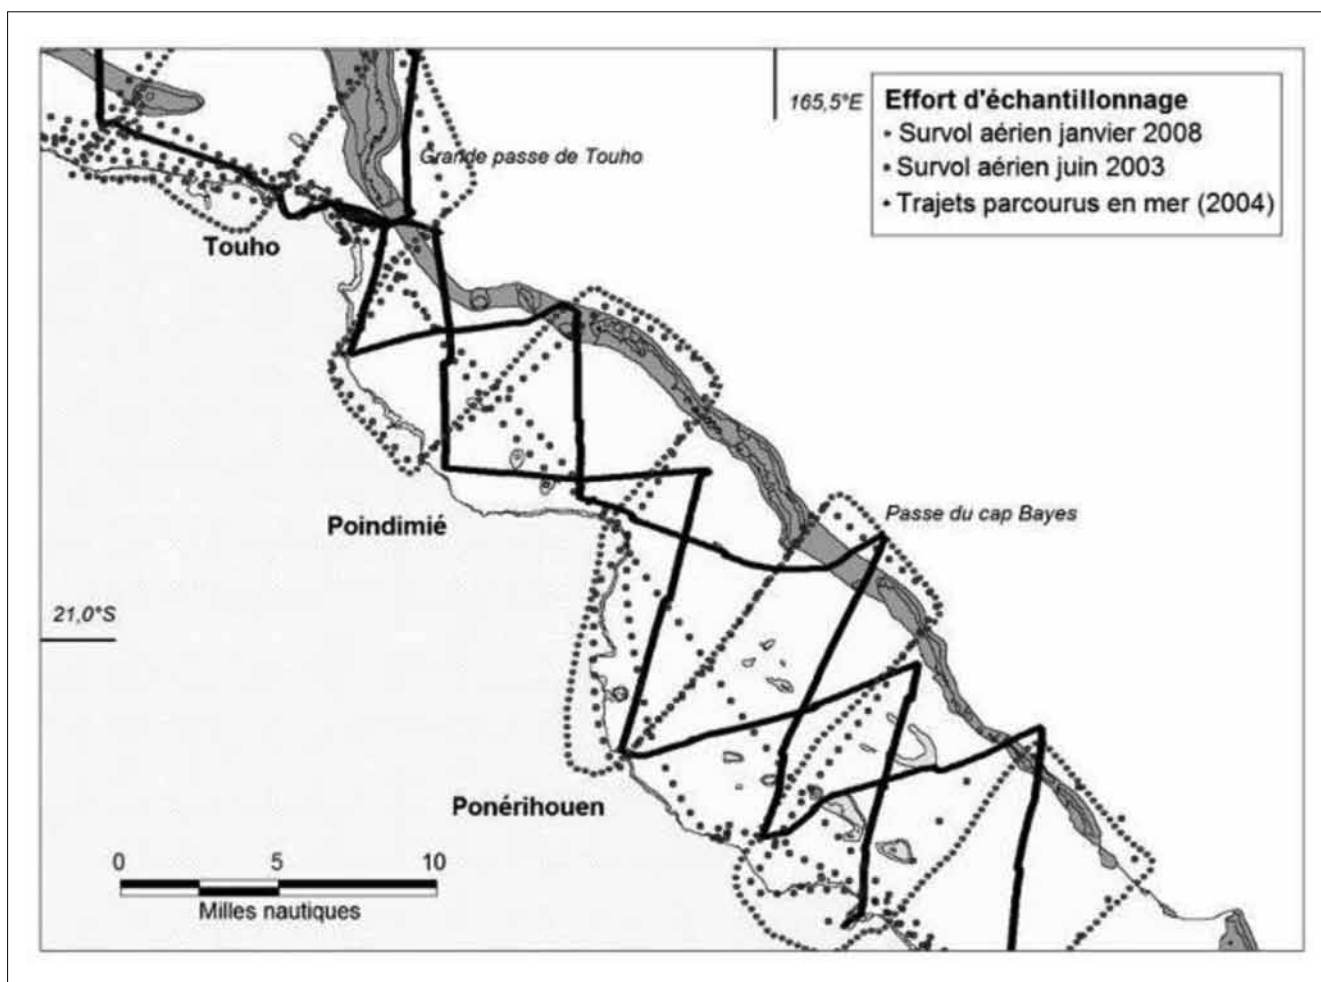 165,5°E
Effort d'échantillonnage
• Survol aérien janvier 2008
• Survol aérien juin 2003
• Trajets parcourus en mer (2004)
Grande passe de Touho
Touho
Poindimié
Passe du cap Bayes
21,0°S
Ponérihouen
0 5 10
Milles nautiques